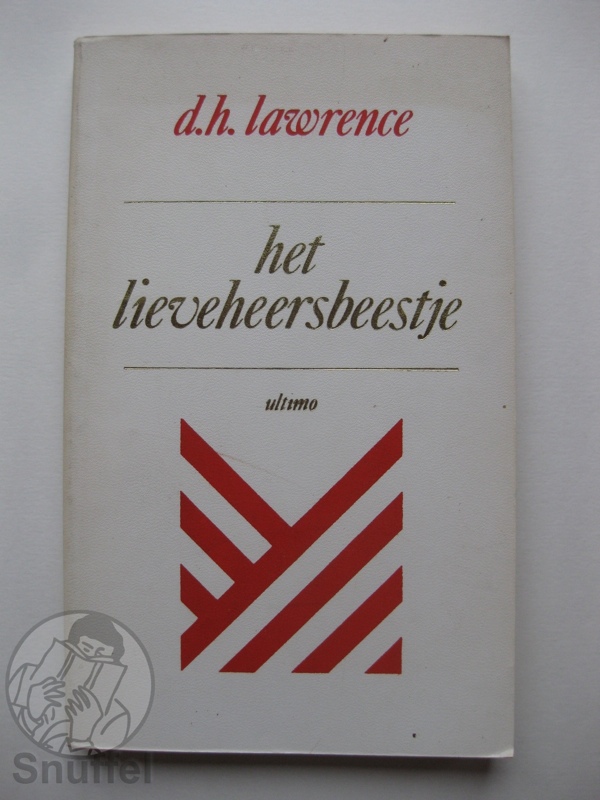 d.h. lawrence
het
lieveheersbeestje
ultimo
Snuffel